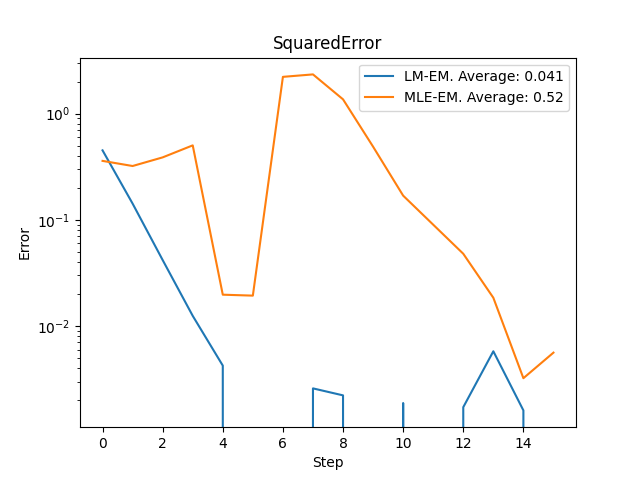 SquaredError
LM-EM. Average: 0.041
MLE-EM. Average: 0.52
10⁰
10⁻¹
10⁻²
Error
0 2 4 6 8 10 12 14
Step